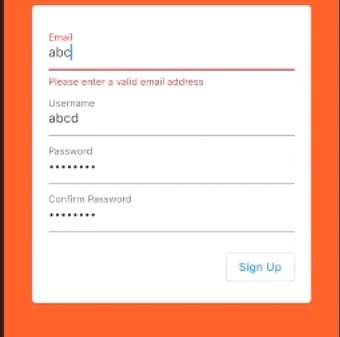 Email
abc
Please enter a valid email address
Username
abcd
Password
••••••••
Confirm Password
••••••••
Sign Up